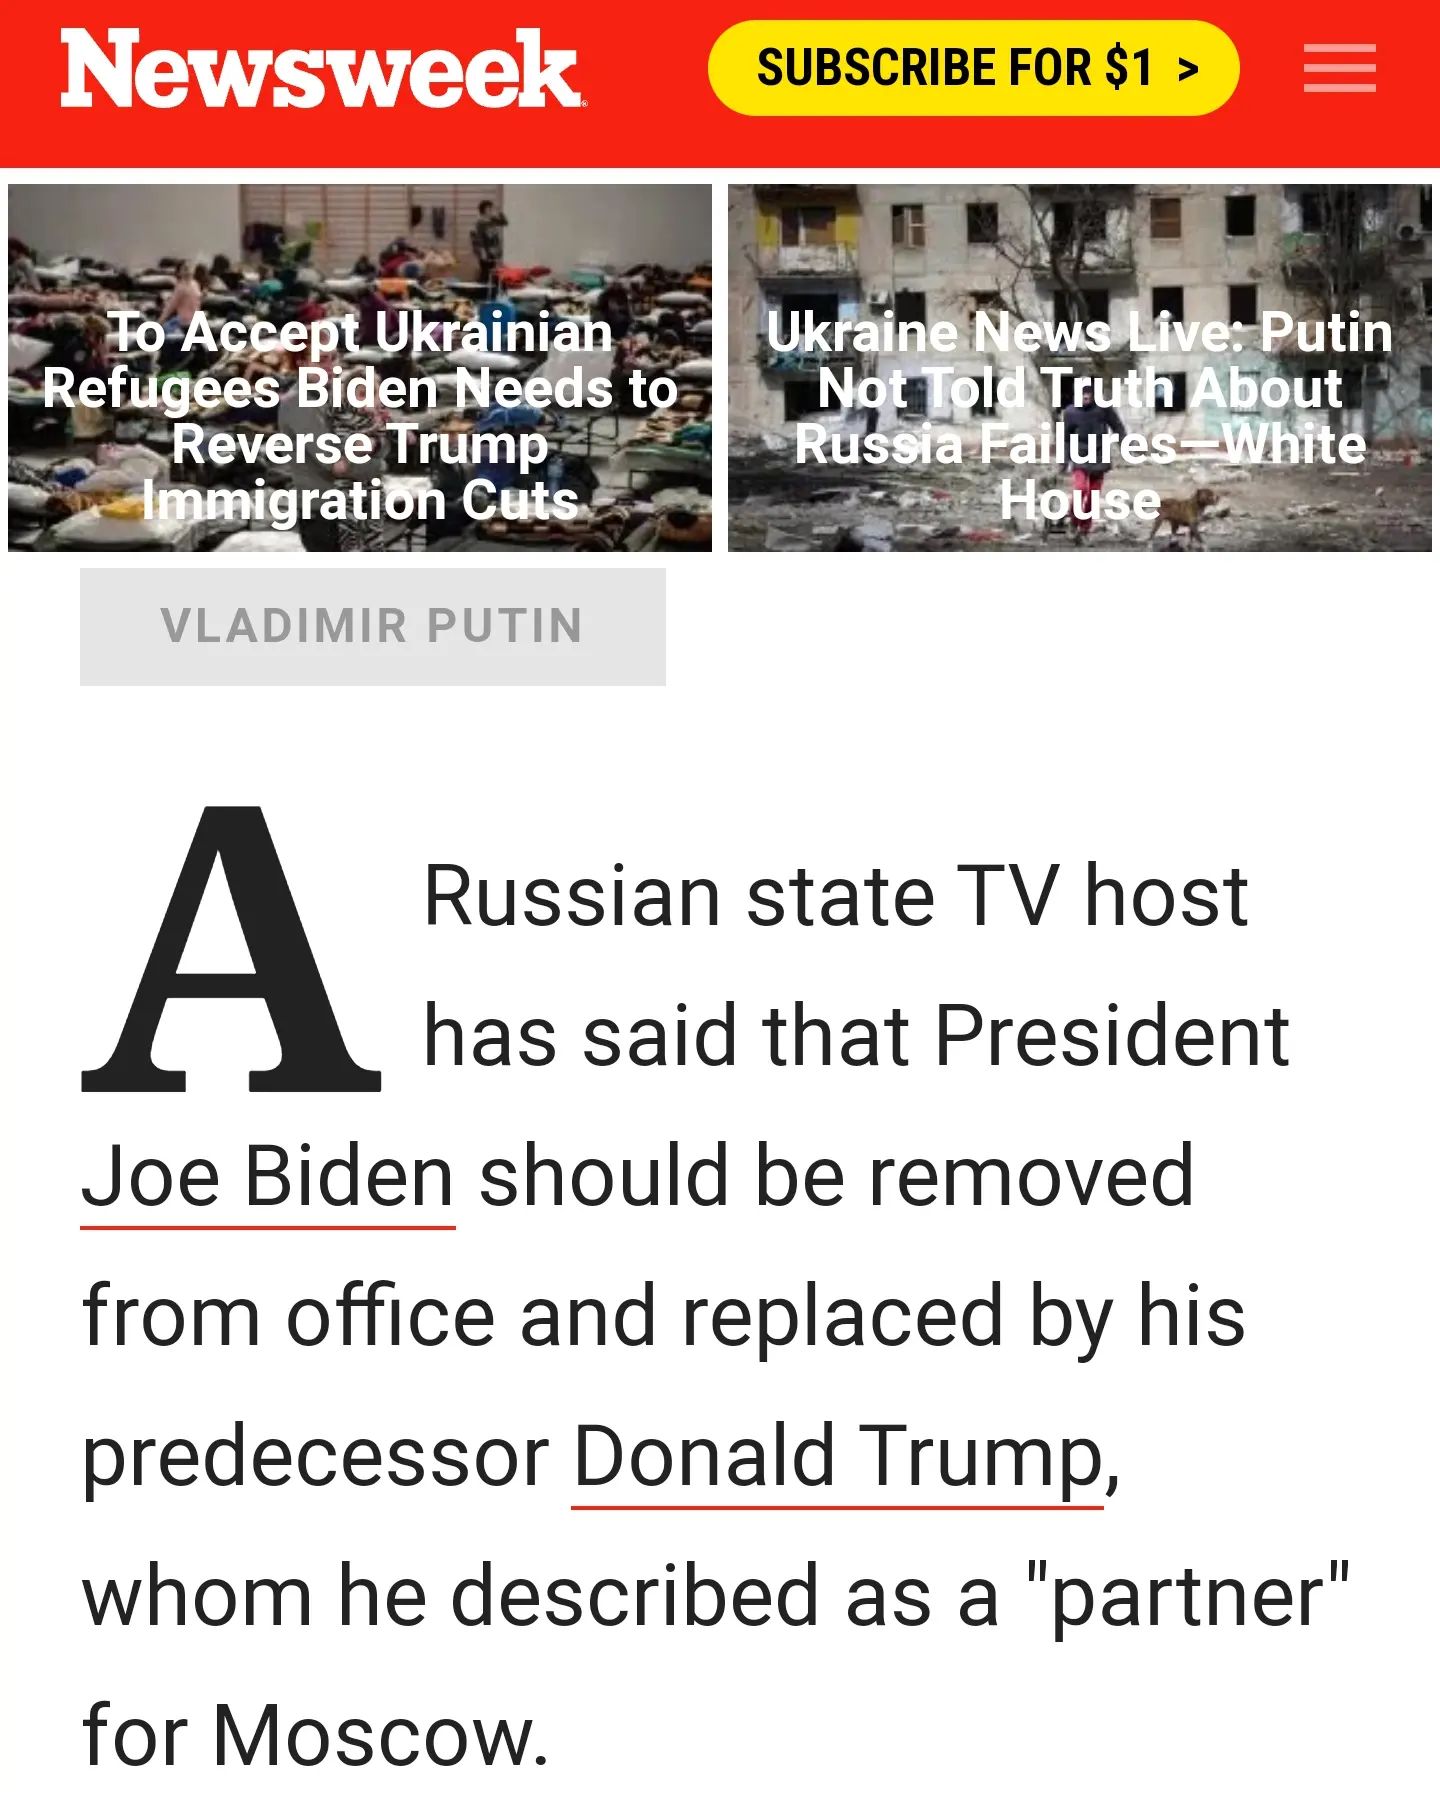 Newsweek
SUBSCRIBE FOR $1 >
To Accept Ukrainian
Refugees Biden Needs to
Reverse Trump
Immigration Cuts
Ukraine News Live: Putin
Not Told Truth About
Russia Failures—White
House
VLADIMIR PUTIN
A Russian state TV host
has said that President
Joe Biden should be removed
from office and replaced by his
predecessor Donald Trump,
whom he described as a "partner"
for Moscow.